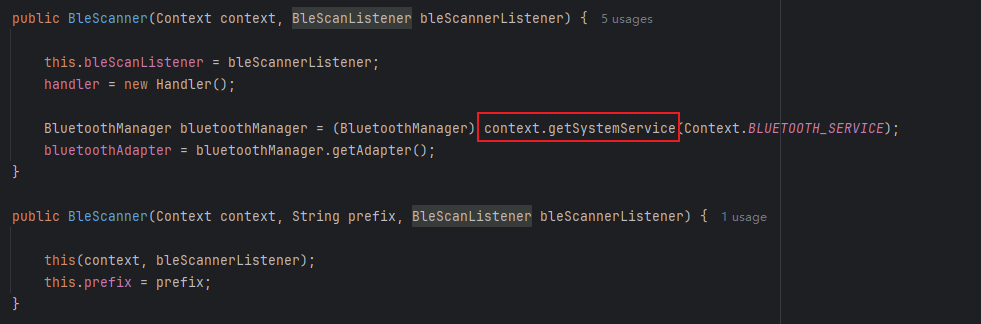 public BleScanner(Context context, BleScanListener bleScannerListener) { 5 usages
this.bleScanListener = bleScannerListener;
handler = new Handler();
BluetoothManager bluetoothManager = (BluetoothManager) context.getSystemService(Context.BLUETOOTH_SERVICE);
bluetoothAdapter = bluetoothManager.getAdapter();
}
public BleScanner(Context context, String prefix, BleScanListener bleScannerListener) { 1 usage
this(context, bleScannerListener);
this.prefix = prefix;
}